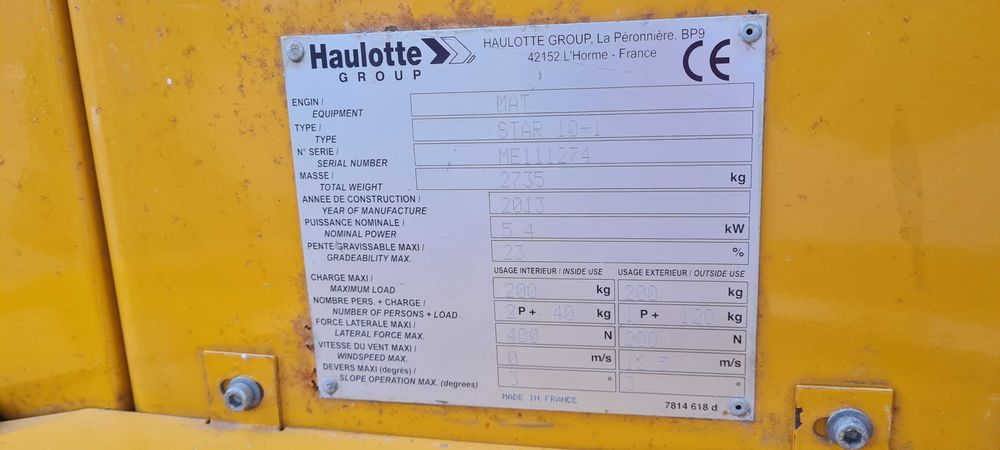 Haulotte
GROUP
HAULOTTE GROUP, La Péronnière, BP9
42152 L'Horme - France
CE
ENGIN / MAT
EQUIPMENT
TYPE / STAR 10-1
TYPE
N° SERIE / ME111274
SERIAL NUMBER
MASSE / 2735 kg
TOTAL WEIGHT
ANNEE DE CONSTRUCTION / 2013
YEAR OF MANUFACTURE
PUISSANCE NOMINALE / 5.4 kW
NOMINAL POWER
PENTE GRAVISSABLE MAXI / 23 %
GRADEABILITY MAX.
USAGE INTERIEUR / INSIDE USE USAGE EXTERIEUR / OUTSIDE USE
CHARGE MAXI / 200 kg 200 kg
MAXIMUM LOAD
NOMBRE PERS. + CHARGE / 2 P + 40 kg 1 P + 120 kg
NUMBER OF PERSONS + LOAD
FORCE LATERALE MAXI / 400 N 200 N
LATERAL FORCE MAX.
VITESSE DU VENT MAXI / 0 m/s 12.5 m/s
WINDSPEED MAX.
DEVERS MAXI (degrés) / 3 ° 3 °
SLOPE OPERATION MAX. (degrees)
MADE IN FRANCE
7814 618 d